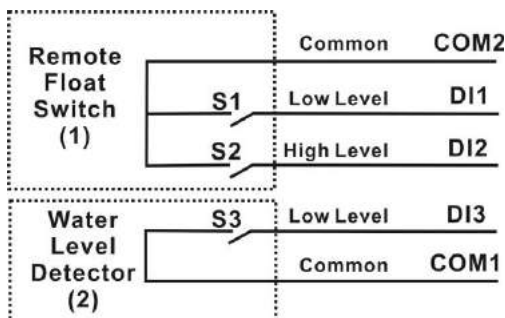 Remote
Float
Switch
(1)
Common COM2
S1 Low Level DI1
S2 High Level DI2
Water
Level
Detector
(2)
S3 Low Level DI3
Common COM1